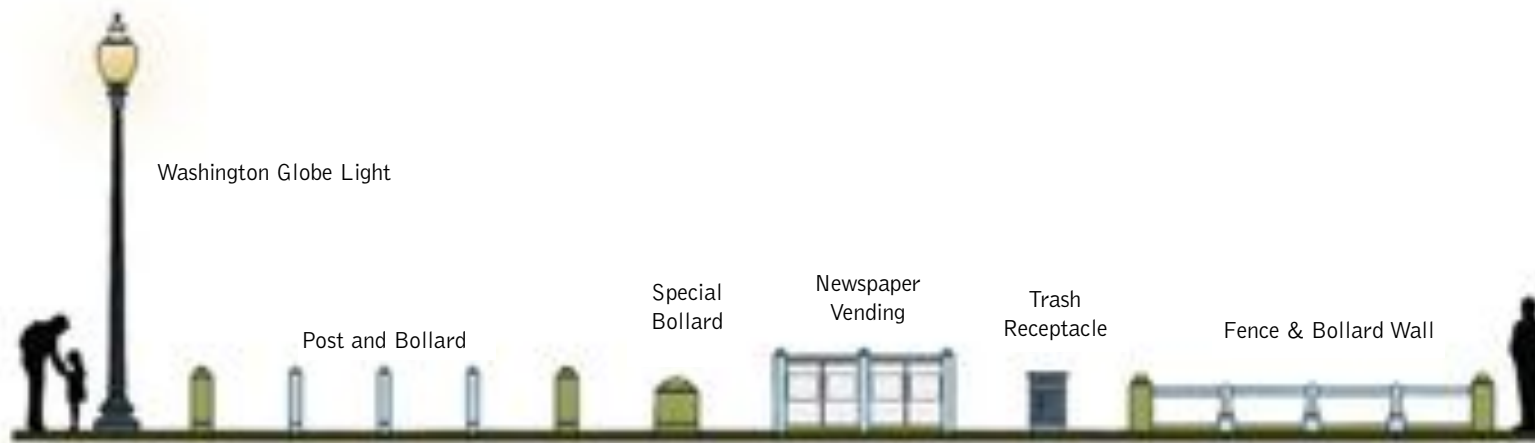 Washington Globe Light
Post and Bollard
Special
Bollard
Newspaper
Vending
Trash
Receptacle
Fence & Bollard Wall